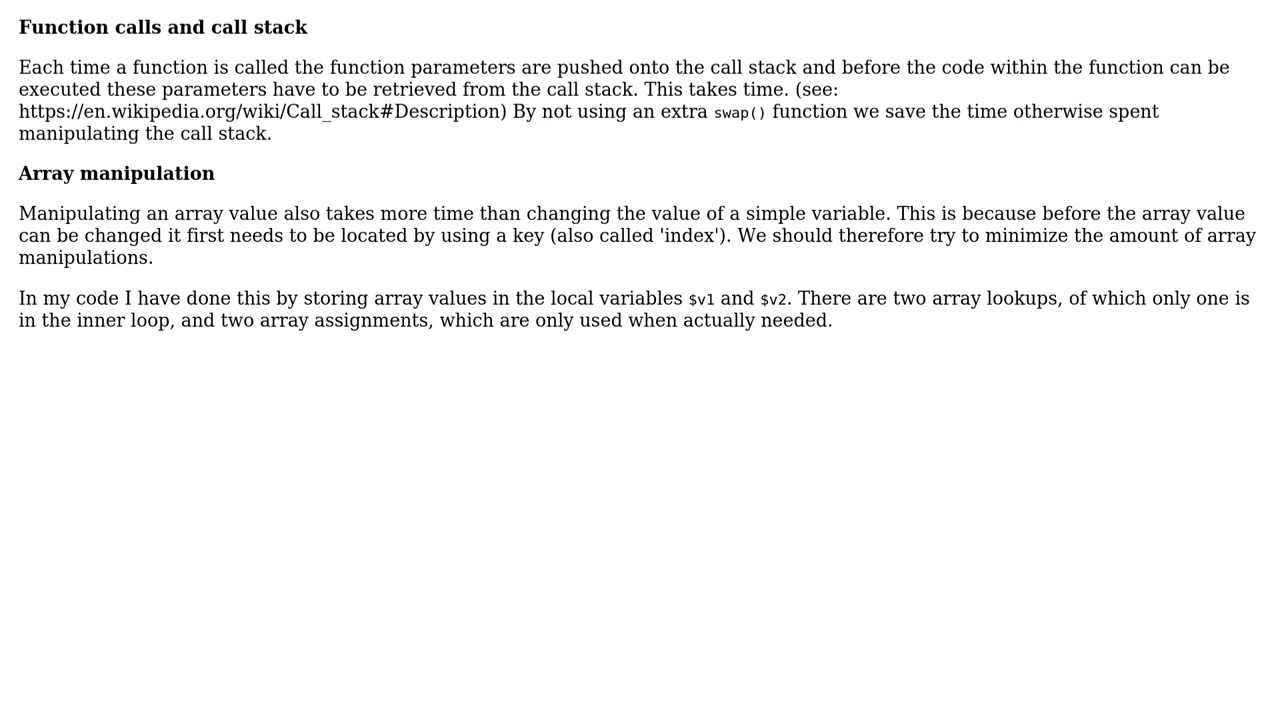 Function calls and call stack
Each time a function is called the function parameters are pushed onto the call stack and before the code within the function can be
executed these parameters have to be retrieved from the call stack. This takes time. (see:
https://en.wikipedia.org/wiki/Call_stack#Description) By not using an extra swap() function we save the time otherwise spent
manipulating the call stack.
Array manipulation
Manipulating an array value also takes more time than changing the value of a simple variable. This is because before the array value
can be changed it first needs to be located by using a key (also called 'index'). We should therefore try to minimize the amount of array
manipulations.
In my code I have done this by storing array values in the local variables $v1 and $v2. There are two array lookups, of which only one is
in the inner loop, and two array assignments, which are only used when actually needed.